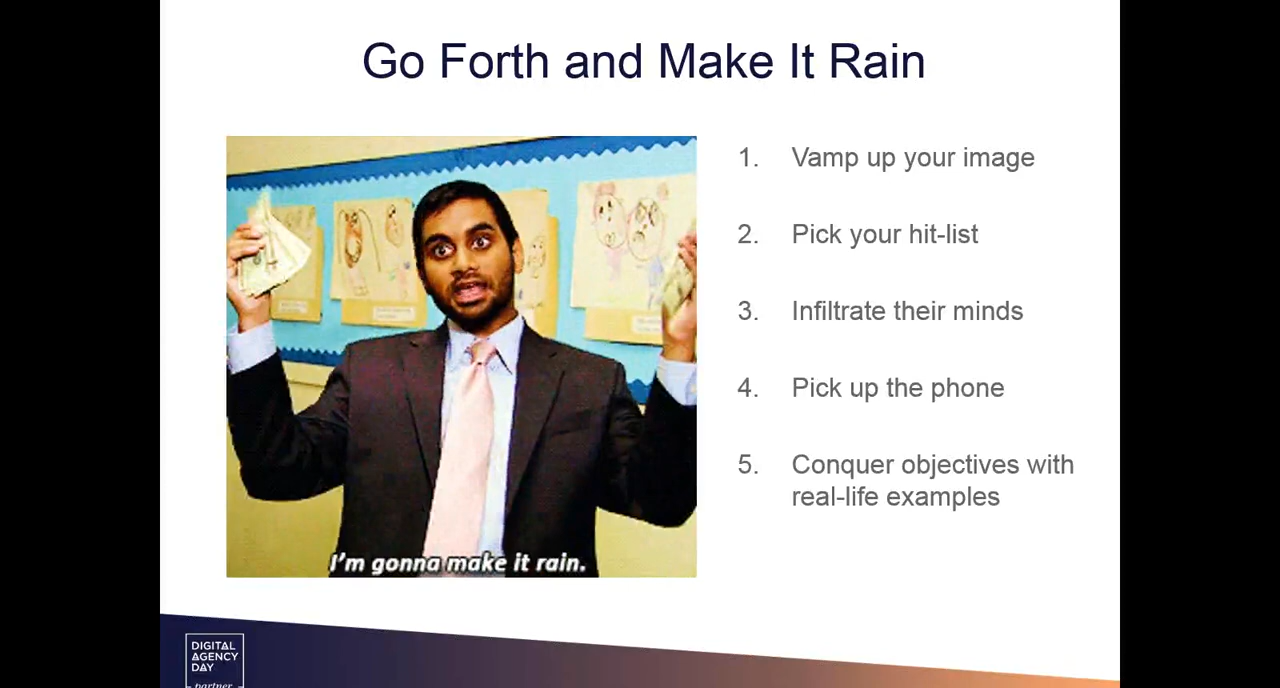 Go Forth and Make It Rain
1. Vamp up your image
2. Pick your hit-list
3. Infiltrate their minds
4. Pick up the phone
5. Conquer objectives with
real-life examples
I'm gonna make it rain.
DIGITAL
AGENCY
DAY
partner